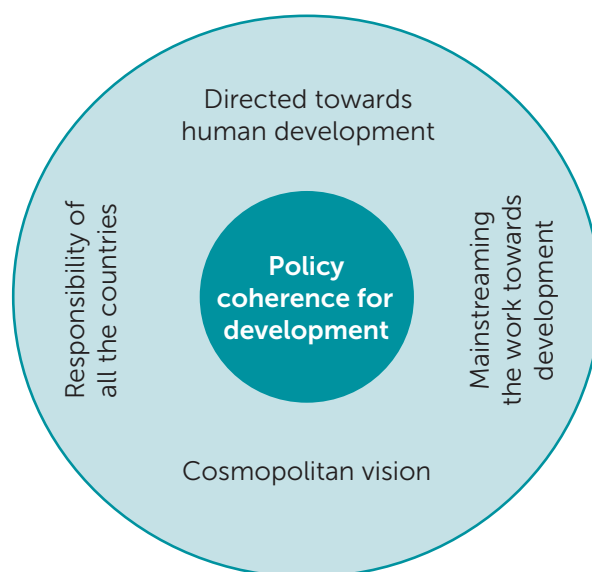 Directed towards
human development
Responsibility of
all the countries
Policy
coherence for
development
Mainstreaming
the work towards
development
Cosmopolitan vision